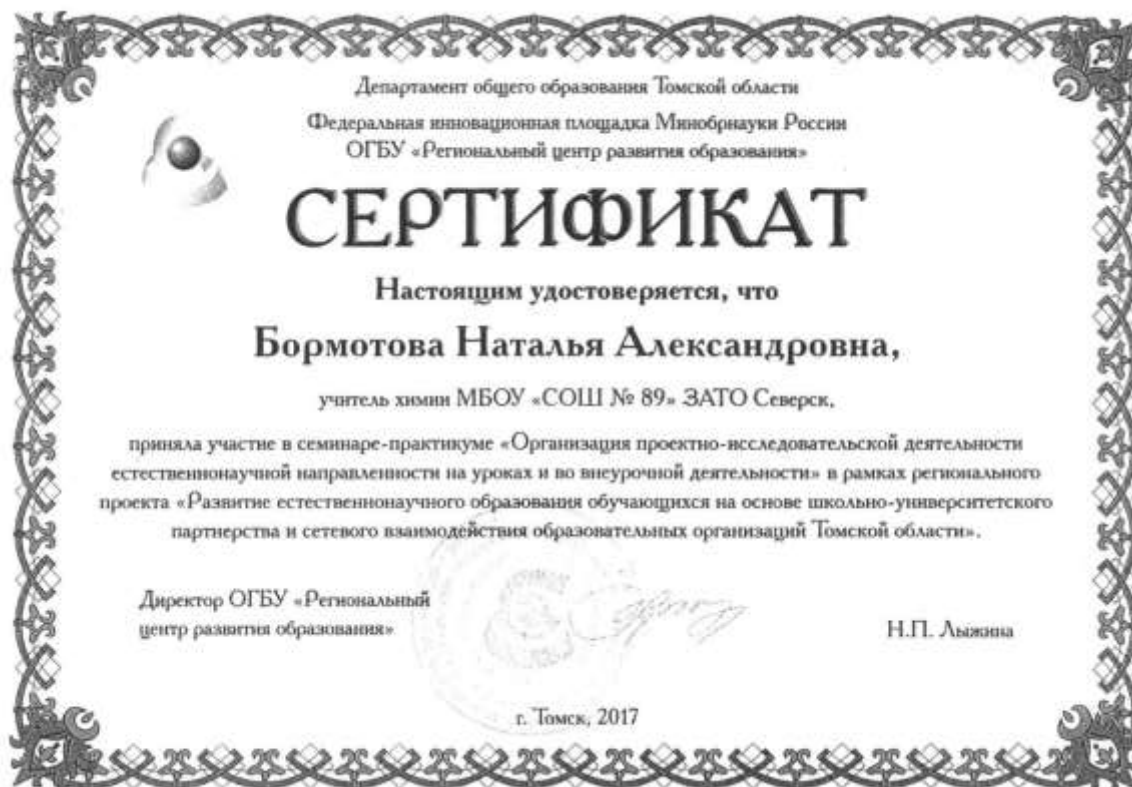 Департамент общего образования Томской области
Федеральная инновационная площадка Минобрнауки России
ОГБУ «Региональный центр развития образования»
СЕРТИФИКАТ
Настоящим удостоверяется, что
Бормотова Наталья Александровна,
учитель химии МБОУ «СОШ № 89» ЗАТО Северск,
приняла участие в семинаре-практикуме «Организация проектно-исследовательской деятельности
естественнонаучной направленности на уроках и во внеурочной деятельности» в рамках регионального
проекта «Развитие естественнонаучного образования обучающихся на основе школьно-университетского
партнерства и сетевого взаимодействия образовательных организаций Томской области».
Директор ОГБУ «Региональный
центр развития образования»
Н.П. Лыжина
г. Томск, 2017